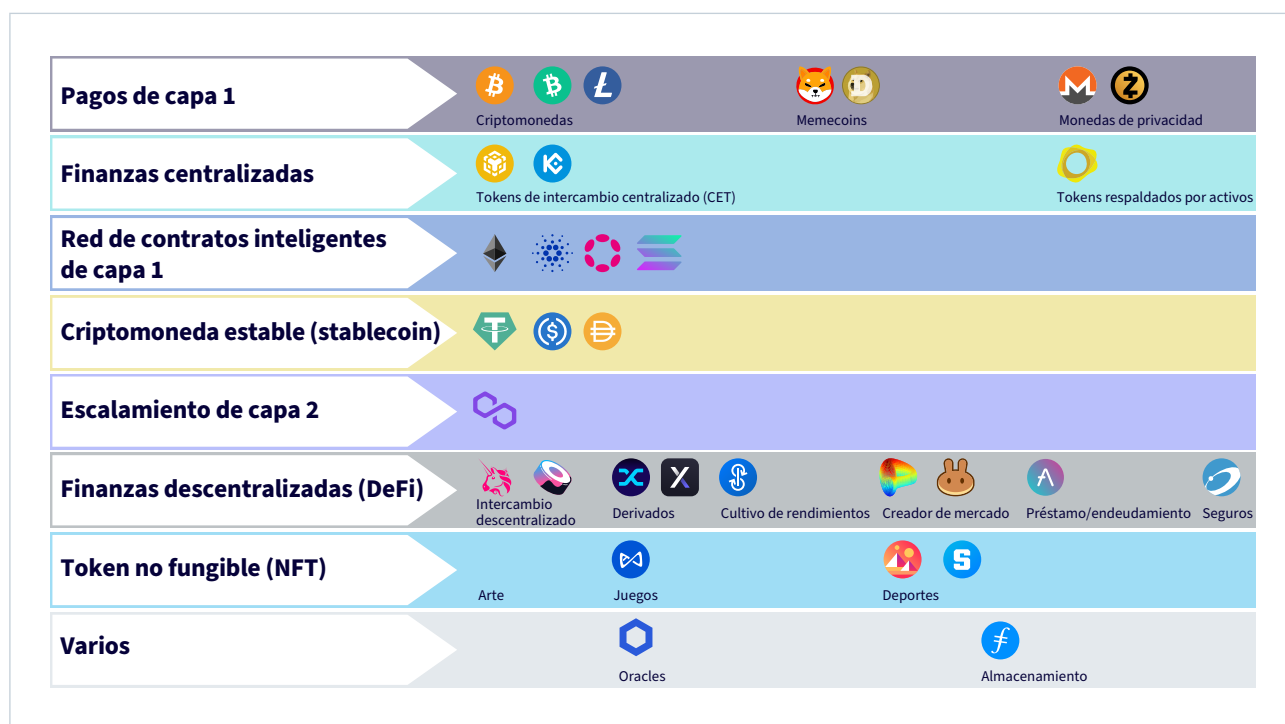 Pagos de capa 1
Criptomonedas
Memecoins
Monedas de privacidad
Finanzas centralizadas
Tokens de intercambio centralizado (CET)
Tokens respaldados por activos
Red de contratos inteligentes
de capa 1
Criptomoneda estable (stablecoin)
Escalamiento de capa 2
Finanzas descentralizadas (DeFi)
Intercambio
descentralizado
Derivados
Cultivo de rendimientos
Creador de mercado
Préstamo/endeudamiento
Seguros
Token no fungible (NFT)
Arte
Juegos
Deportes
Varios
Oracles
Almacenamiento